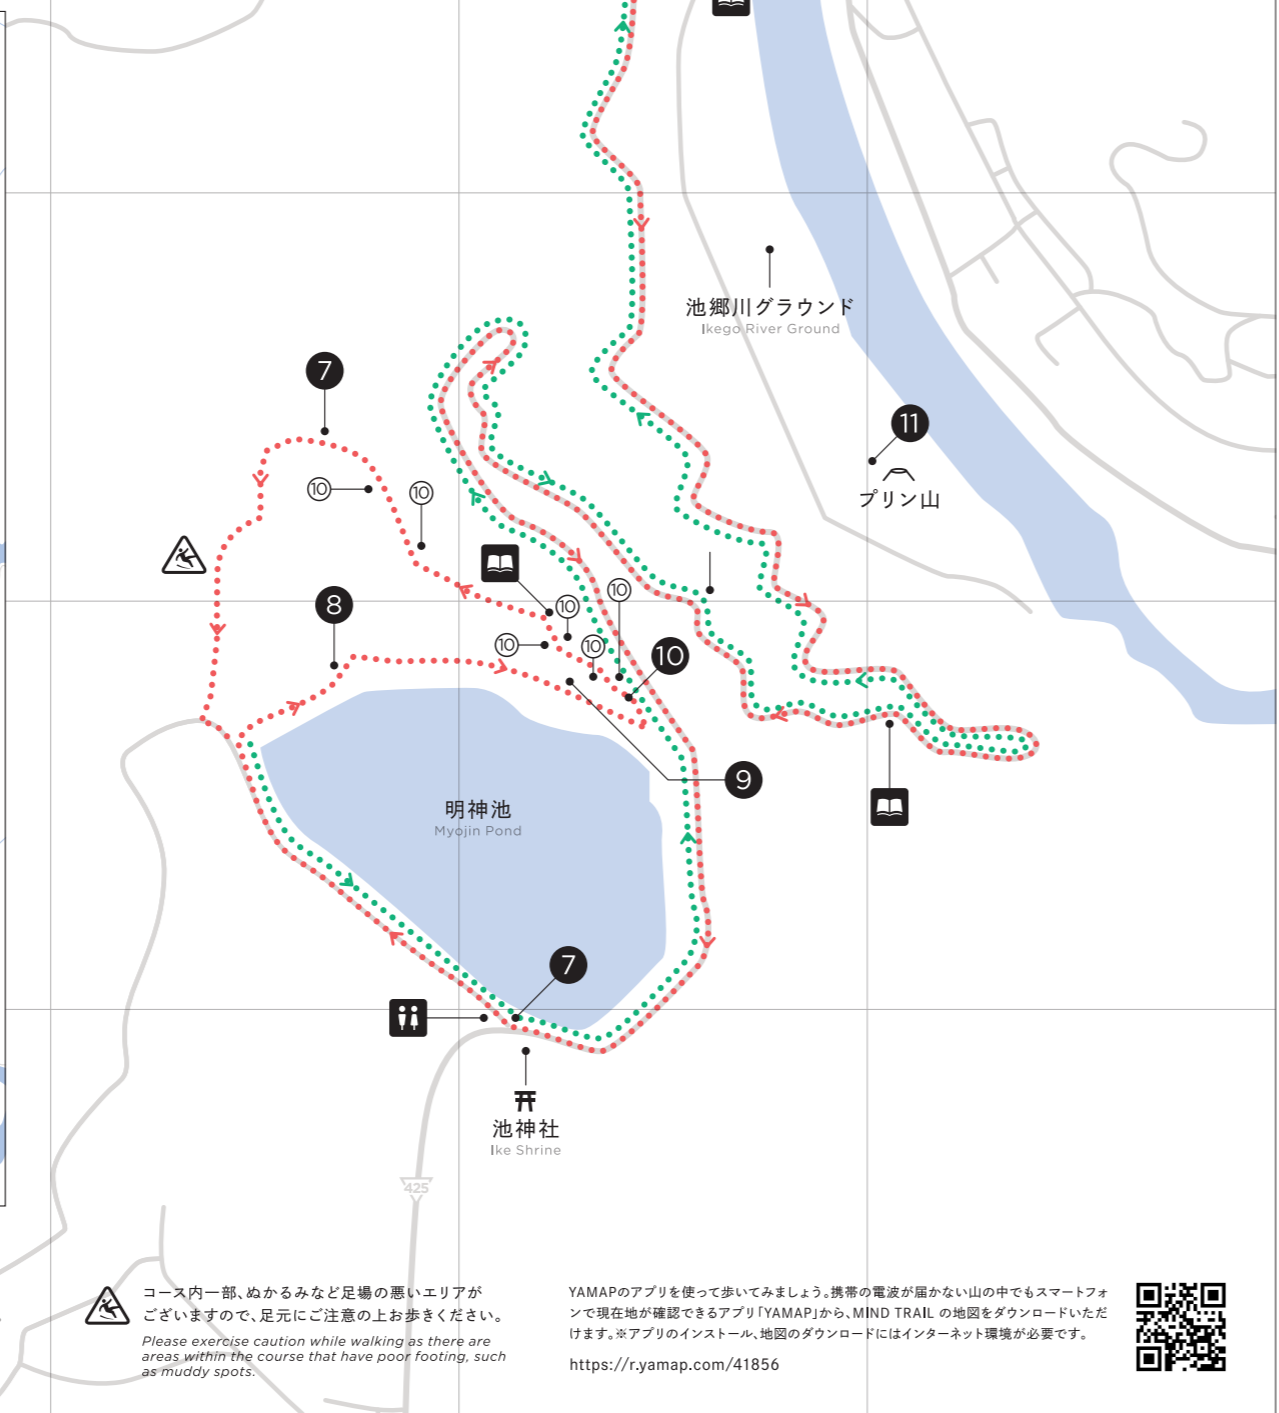 池郷川グラウンド
Ikego River Ground
7
11
プリン山
10
10
8
10
10
10
10
10
9
明神池
Myojin Pond
7
池神社
Ike Shrine
425
コース内一部、ぬかるみなど足場の悪いエリアが
ございますので、足元にご注意の上お歩きください。
Please exercise caution while walking as there are
areas within the course that have poor footing, such
as muddy spots.
YAMAPのアプリを使って歩いてみましょう。携帯の電波が届かない山の中でもスマートフォ
ンで現在地が確認できるアプリ「YAMAP」から、MIND TRAIL の地図をダウンロードいただ
けます。※アプリのインストール、地図のダウンロードにはインターネット環境が必要です。
https://r.yamap.com/41856